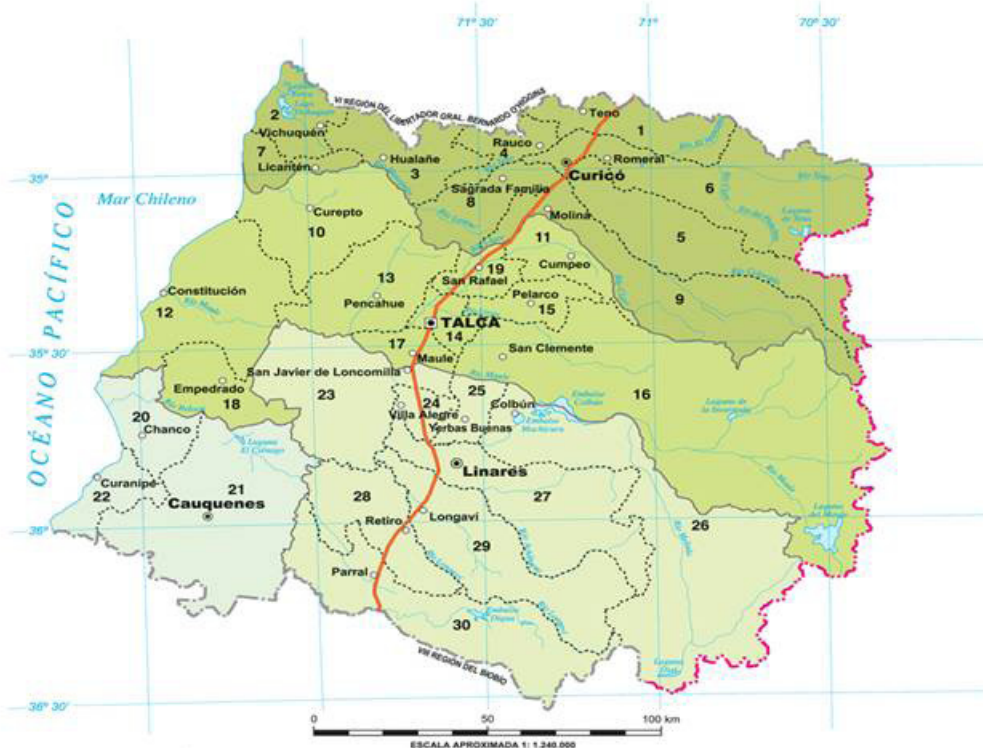 71° 30'
71°
70° 30'
35°
35° 30'
36°
36° 30'
OCÉANO PACÍFICO
Mar Chileno
VI REGIÓN DEL LIBERTADOR GRAL. BERNARDO O'HIGGINS
Teno
1
2
Vichuquén
Rauco
4
Romeral
7
Licantén
Hualañe
3
Curicó
Sagrada Familia
8
6
Curepto
10
Molina
11
Cumpeo
5
19
San Rafael
9
13
Pencahue
Constitución
12
Pelarco
15
TALCA
14
17
Maule
San Clemente
San Javier de Loncomilla
Empedrado
18
23
16
24
25
Villa Alegre
Yerbas Buenas
Colbún
Embalse
Colbún
20
Chanco
Linares
Curanipe
22
21
Cauquenes
28
27
Longaví
Retiro
26
29
Parral
30
VIII REGIÓN DEL BIOBÍO
0
50
100 km
ESCALA APROXIMADA 1: 1.240.000